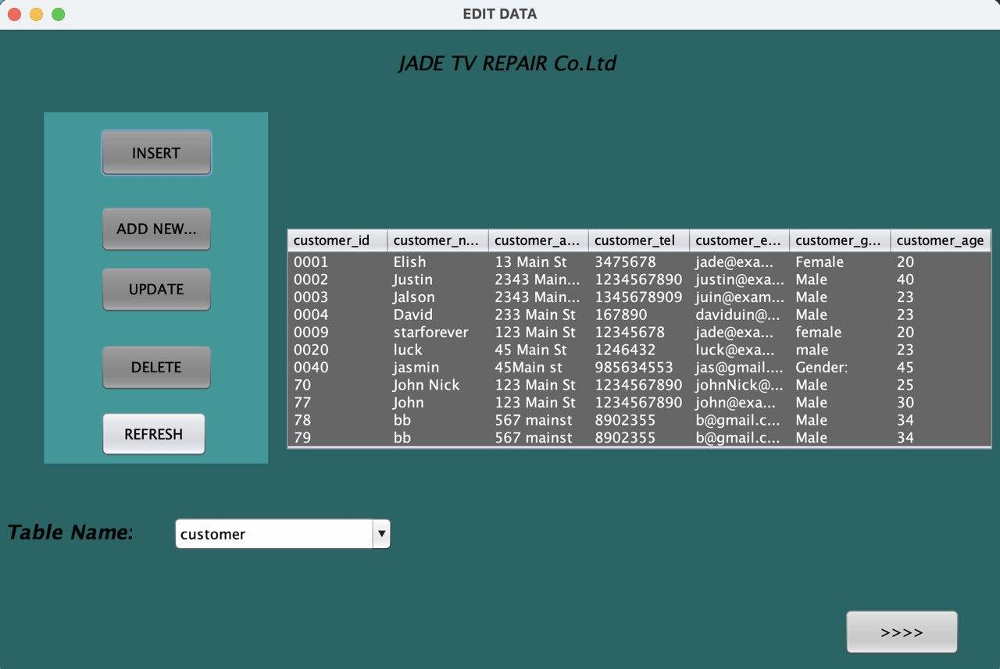 EDIT DATA
JADE TV REPAIR Co.Ltd
INSERT
ADD NEW...
UPDATE
DELETE
REFRESH
customer_id customer_n... customer_a... customer_tel customer_e... customer_g... customer_age
0001 Elish 13 Main St 3475678 jade@exa... Female 20
0002 Justin 2343 Main... 1234567890 justin@exa... Male 40
0003 Jalson 2343 Main... 1345678909 juin@exam... Male 23
0004 David 233 Main St 167890 daviduin@... Male 23
0009 starforever 123 Main St 12345678 jade@exa... female 20
0020 luck 45 Main St 1246432 luck@exa... male 23
0040 jasmin 45Main st 985634553 jas@gmail.... Gender: 45
70 John Nick 123 Main St 1234567890 johnNick@... Male 25
77 John 123 Main St 1234567890 john@exa... Male 30
78 bb 567 mainst 8902355 b@gmail.c... Male 34
79 bb 567 mainst 8902355 b@gmail.c... Male 34
Table Name: customer
>>>>